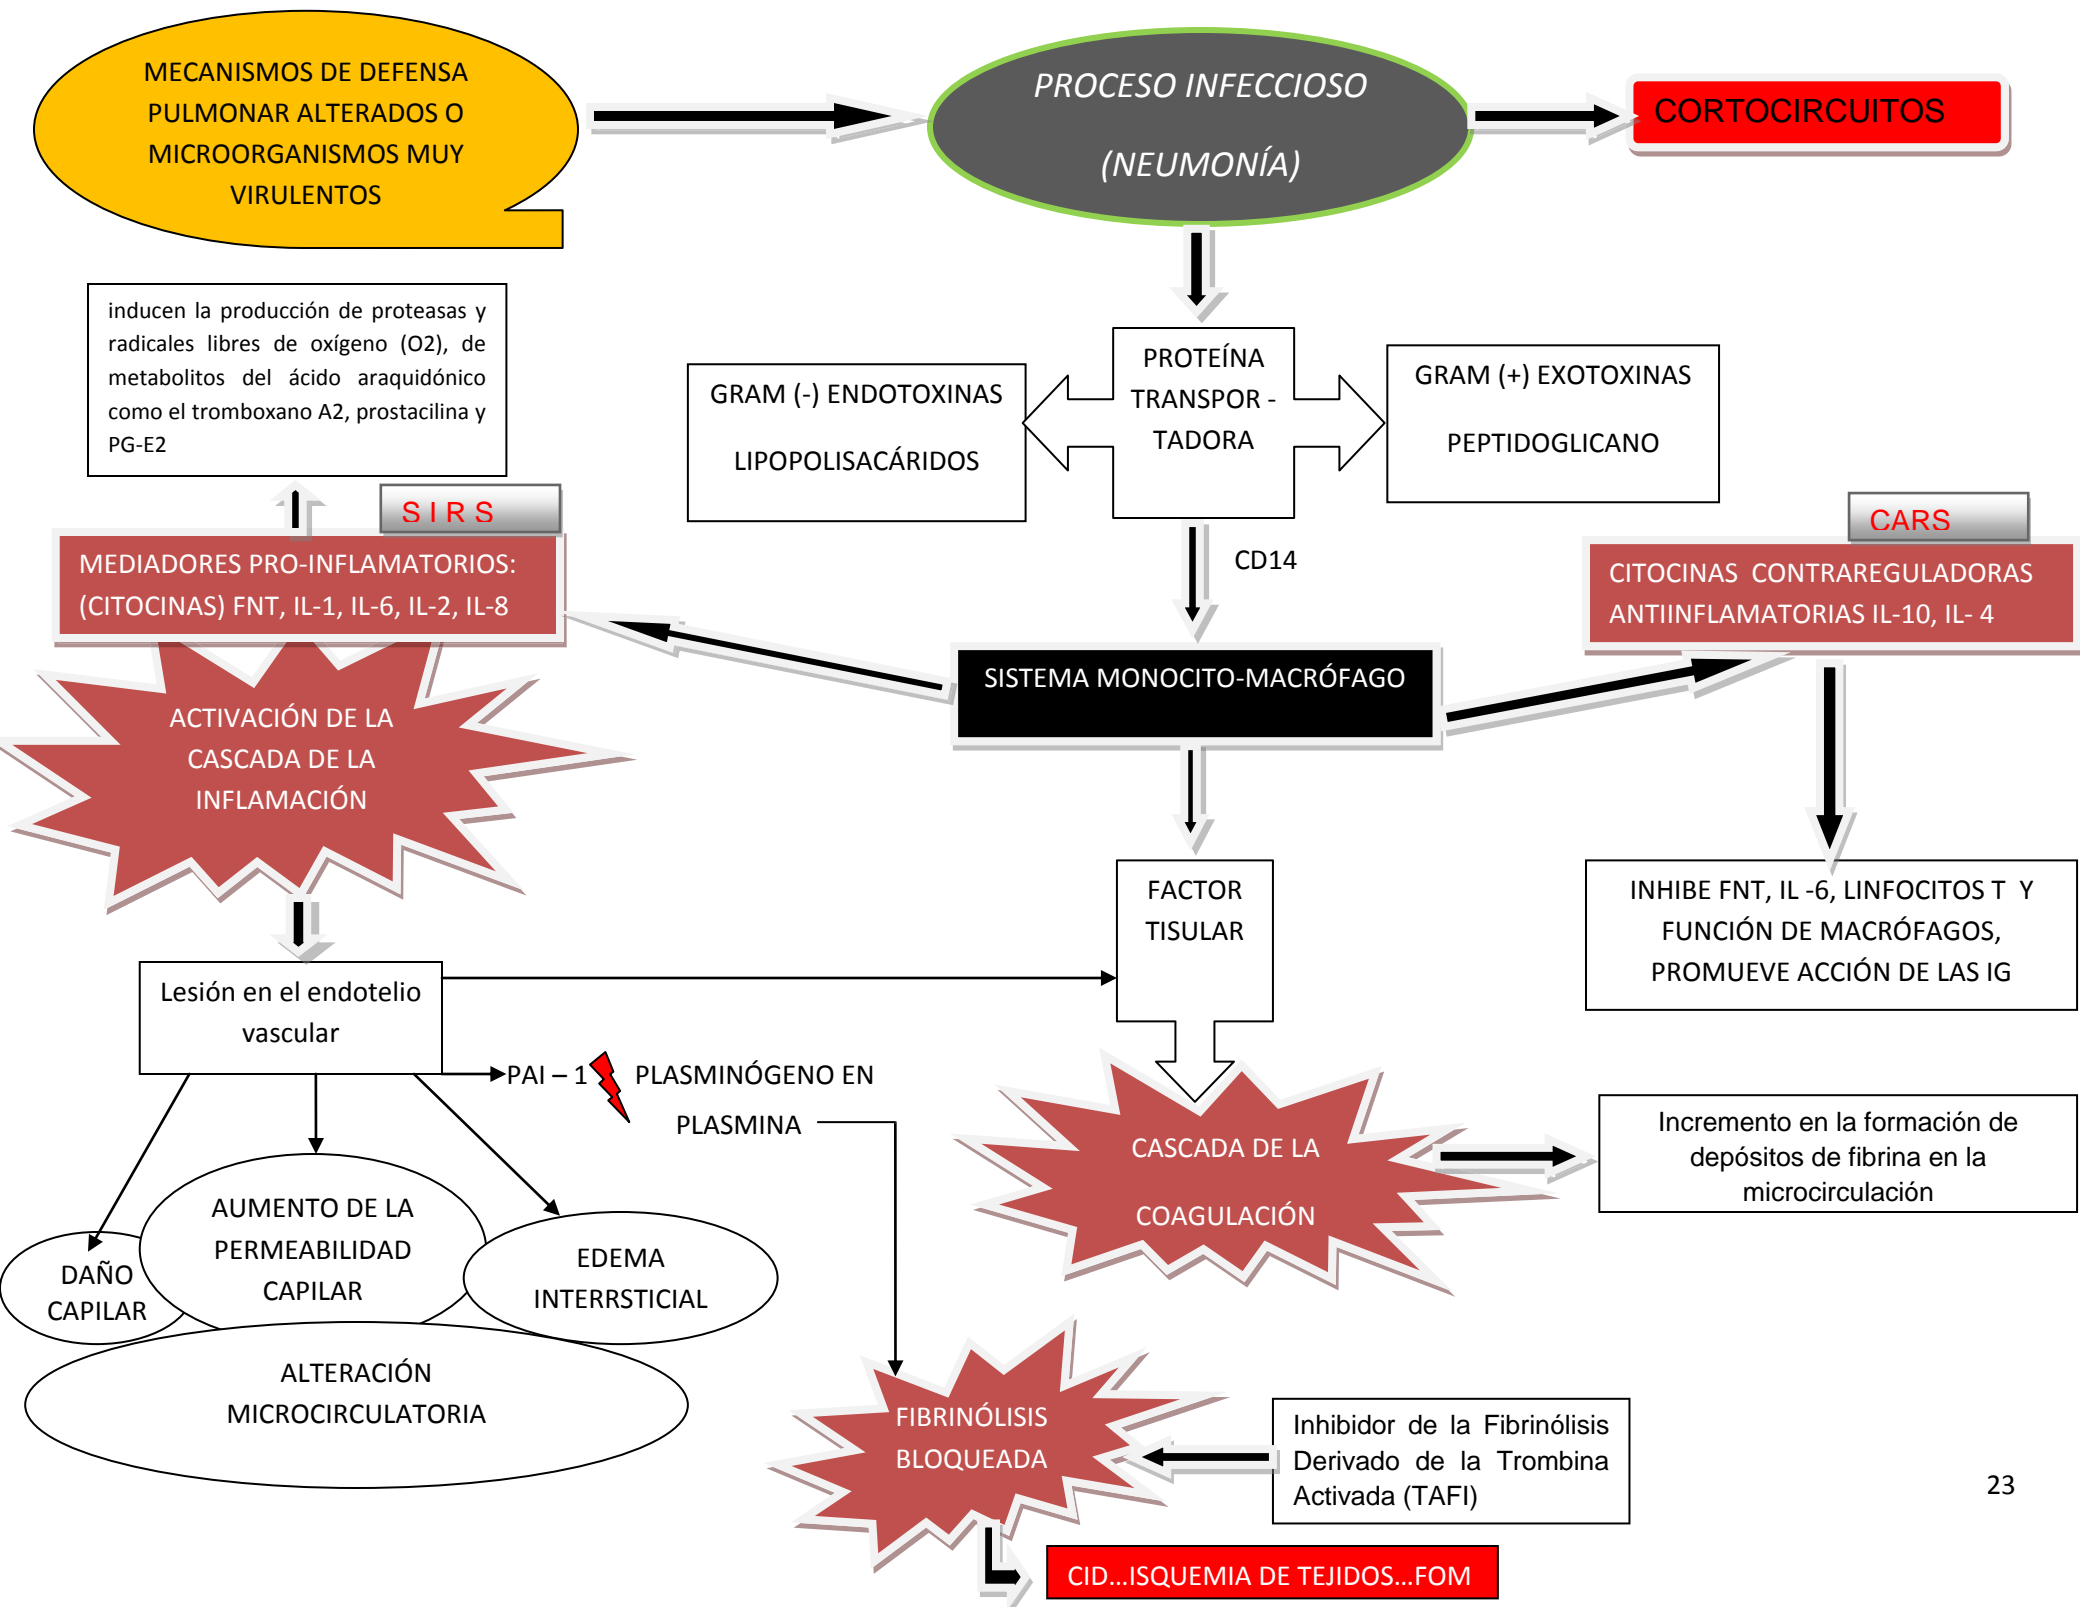 MECANISMOS DE DEFENSA
PULMONAR ALTERADOS O
MICROORGANISMOS MUY
VIRULENTOS
PROCESO INFECCIOSO
(NEUMONÍA)
CORTOCIRCUITOS
inducen la producción de proteasas y
radicales libres de oxígeno (O2), de
metabolitos del ácido araquidónico
como el tromboxano A2, prostacilina y
PG-E2
GRAM (-) ENDOTOXINAS
LIPOPOLISACÁRIDOS
PROTEÍNA
TRANSPOR -
TADORA
GRAM (+) EXOTOXINAS
PEPTIDOGLICANO
S I R S
CARS
MEDIADORES PRO-INFLAMATORIOS:
(CITOCINAS) FNT, IL-1, IL-6, IL-2, IL-8
CD14
CITOCINAS CONTRAREGULADORAS
ANTIINFLAMATORIAS IL-10, IL- 4
SISTEMA MONOCITO-MACRÓFAGO
ACTIVACIÓN DE LA
CASCADA DE LA
INFLAMACIÓN
FACTOR
TISULAR
INHIBE FNT, IL -6, LINFOCITOS T Y
FUNCIÓN DE MACRÓFAGOS,
PROMUEVE ACCIÓN DE LAS IG
Lesión en el endotelio
vascular
PAI – 1
PLASMINÓGENO EN
PLASMINA
CASCADA DE LA
COAGULACIÓN
Incremento en la formación de
depósitos de fibrina en la
microcirculación
DAÑO
CAPILAR
AUMENTO DE LA
PERMEABILIDAD
CAPILAR
EDEMA
INTERRSTICIAL
ALTERACIÓN
MICROCIRCULATORIA
FIBRINÓLISIS
BLOQUEADA
Inhibidor de la Fibrinólisis
Derivado de la Trombina
Activada (TAFI)
23
CID...ISQUEMIA DE TEJIDOS...FOM